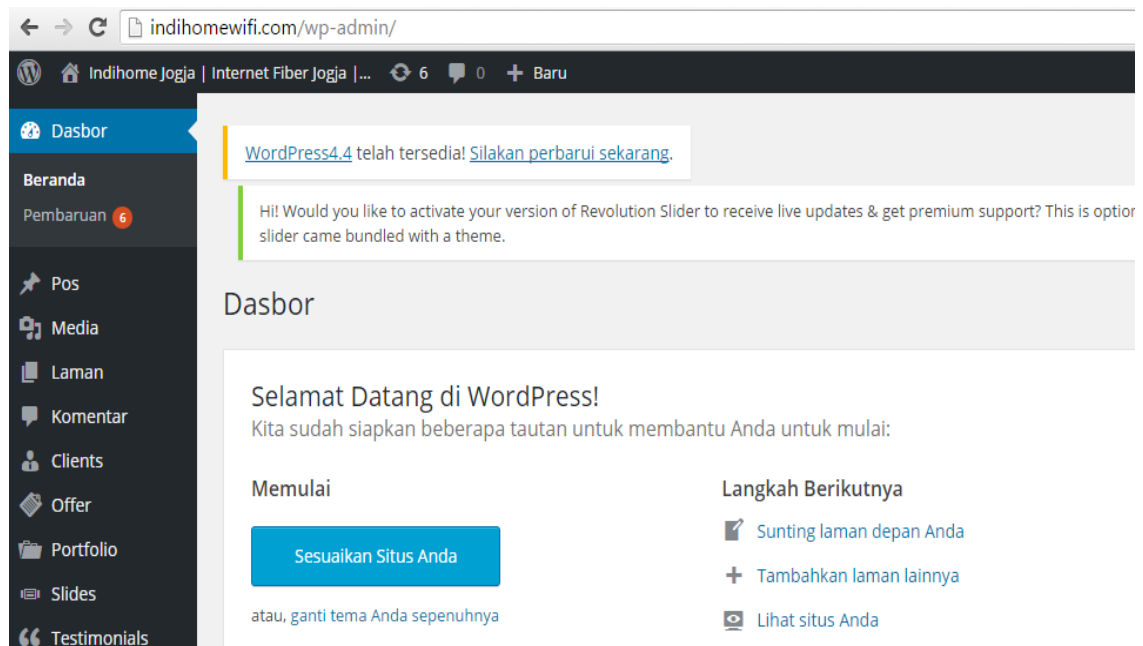 indihomewifi.com/wp-admin/
Indihome Jogja | Internet Fiber Jogja |... 6 0 + Baru
Dasbor
Beranda
Pembaruan 6
Pos
Media
Laman
Komentar
Clients
Offer
Portfolio
Slides
Testimonials
WordPress4.4 telah tersedia! Silakan perbarui sekarang.
Hi! Would you like to activate your version of Revolution Slider to receive live updates & get premium support? This is option
slider came bundled with a theme.
Dasbor
Selamat Datang di WordPress!
Kita sudah siapkan beberapa tautan untuk membantu Anda untuk mulai:
Memulai
Sesuaikan Situs Anda
atau, ganti tema Anda sepenuhnya
Langkah Berikutnya
Sunting laman depan Anda
Tambahkan laman lainnya
Lihat situs Anda